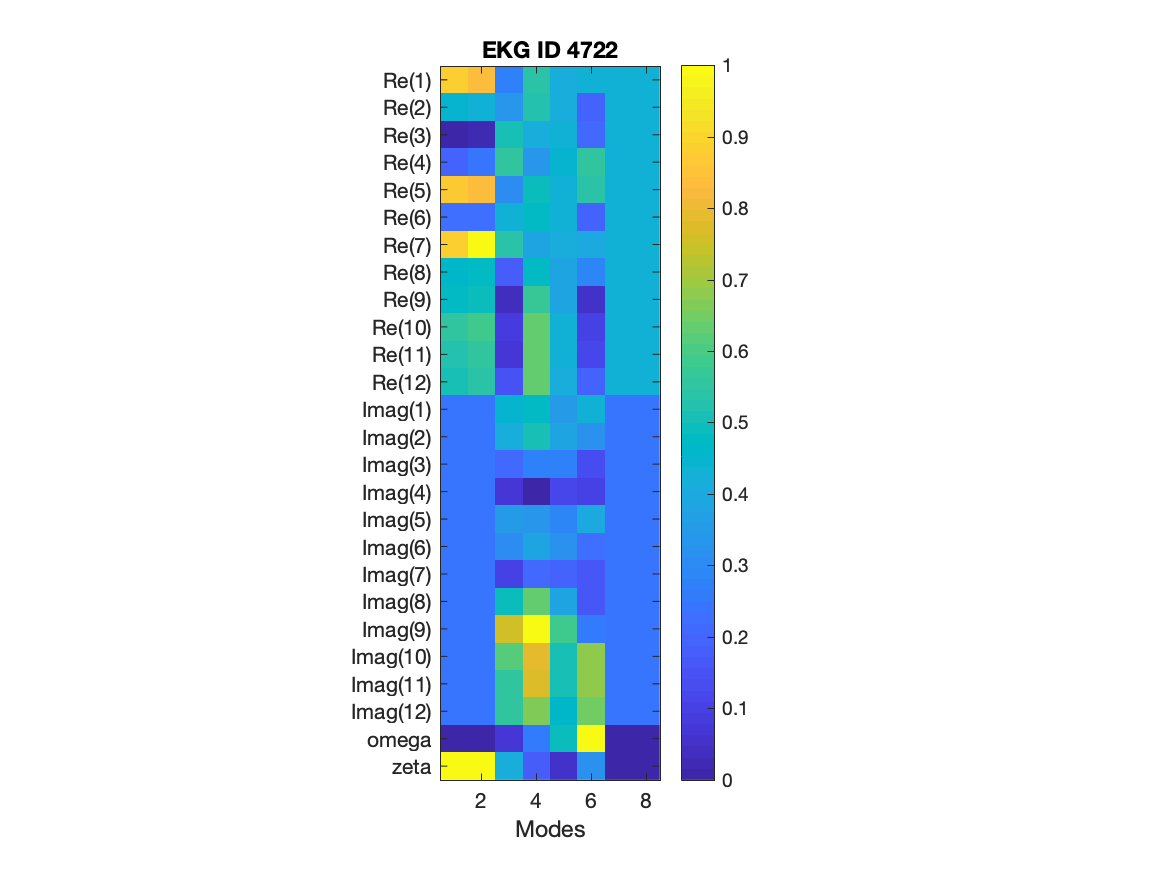 EKG ID 4722
Re(1)
Re(2)
Re(3)
Re(4)
Re(5)
Re(6)
Re(7)
Re(8)
Re(9)
Re(10)
Re(11)
Re(12)
Imag(1)
Imag(2)
Imag(3)
Imag(4)
Imag(5)
Imag(6)
Imag(7)
Imag(8)
Imag(9)
Imag(10)
Imag(11)
Imag(12)
omega
zeta
2 4 6 8
Modes
1
0.9
0.8
0.7
0.6
0.5
0.4
0.3
0.2
0.1
0